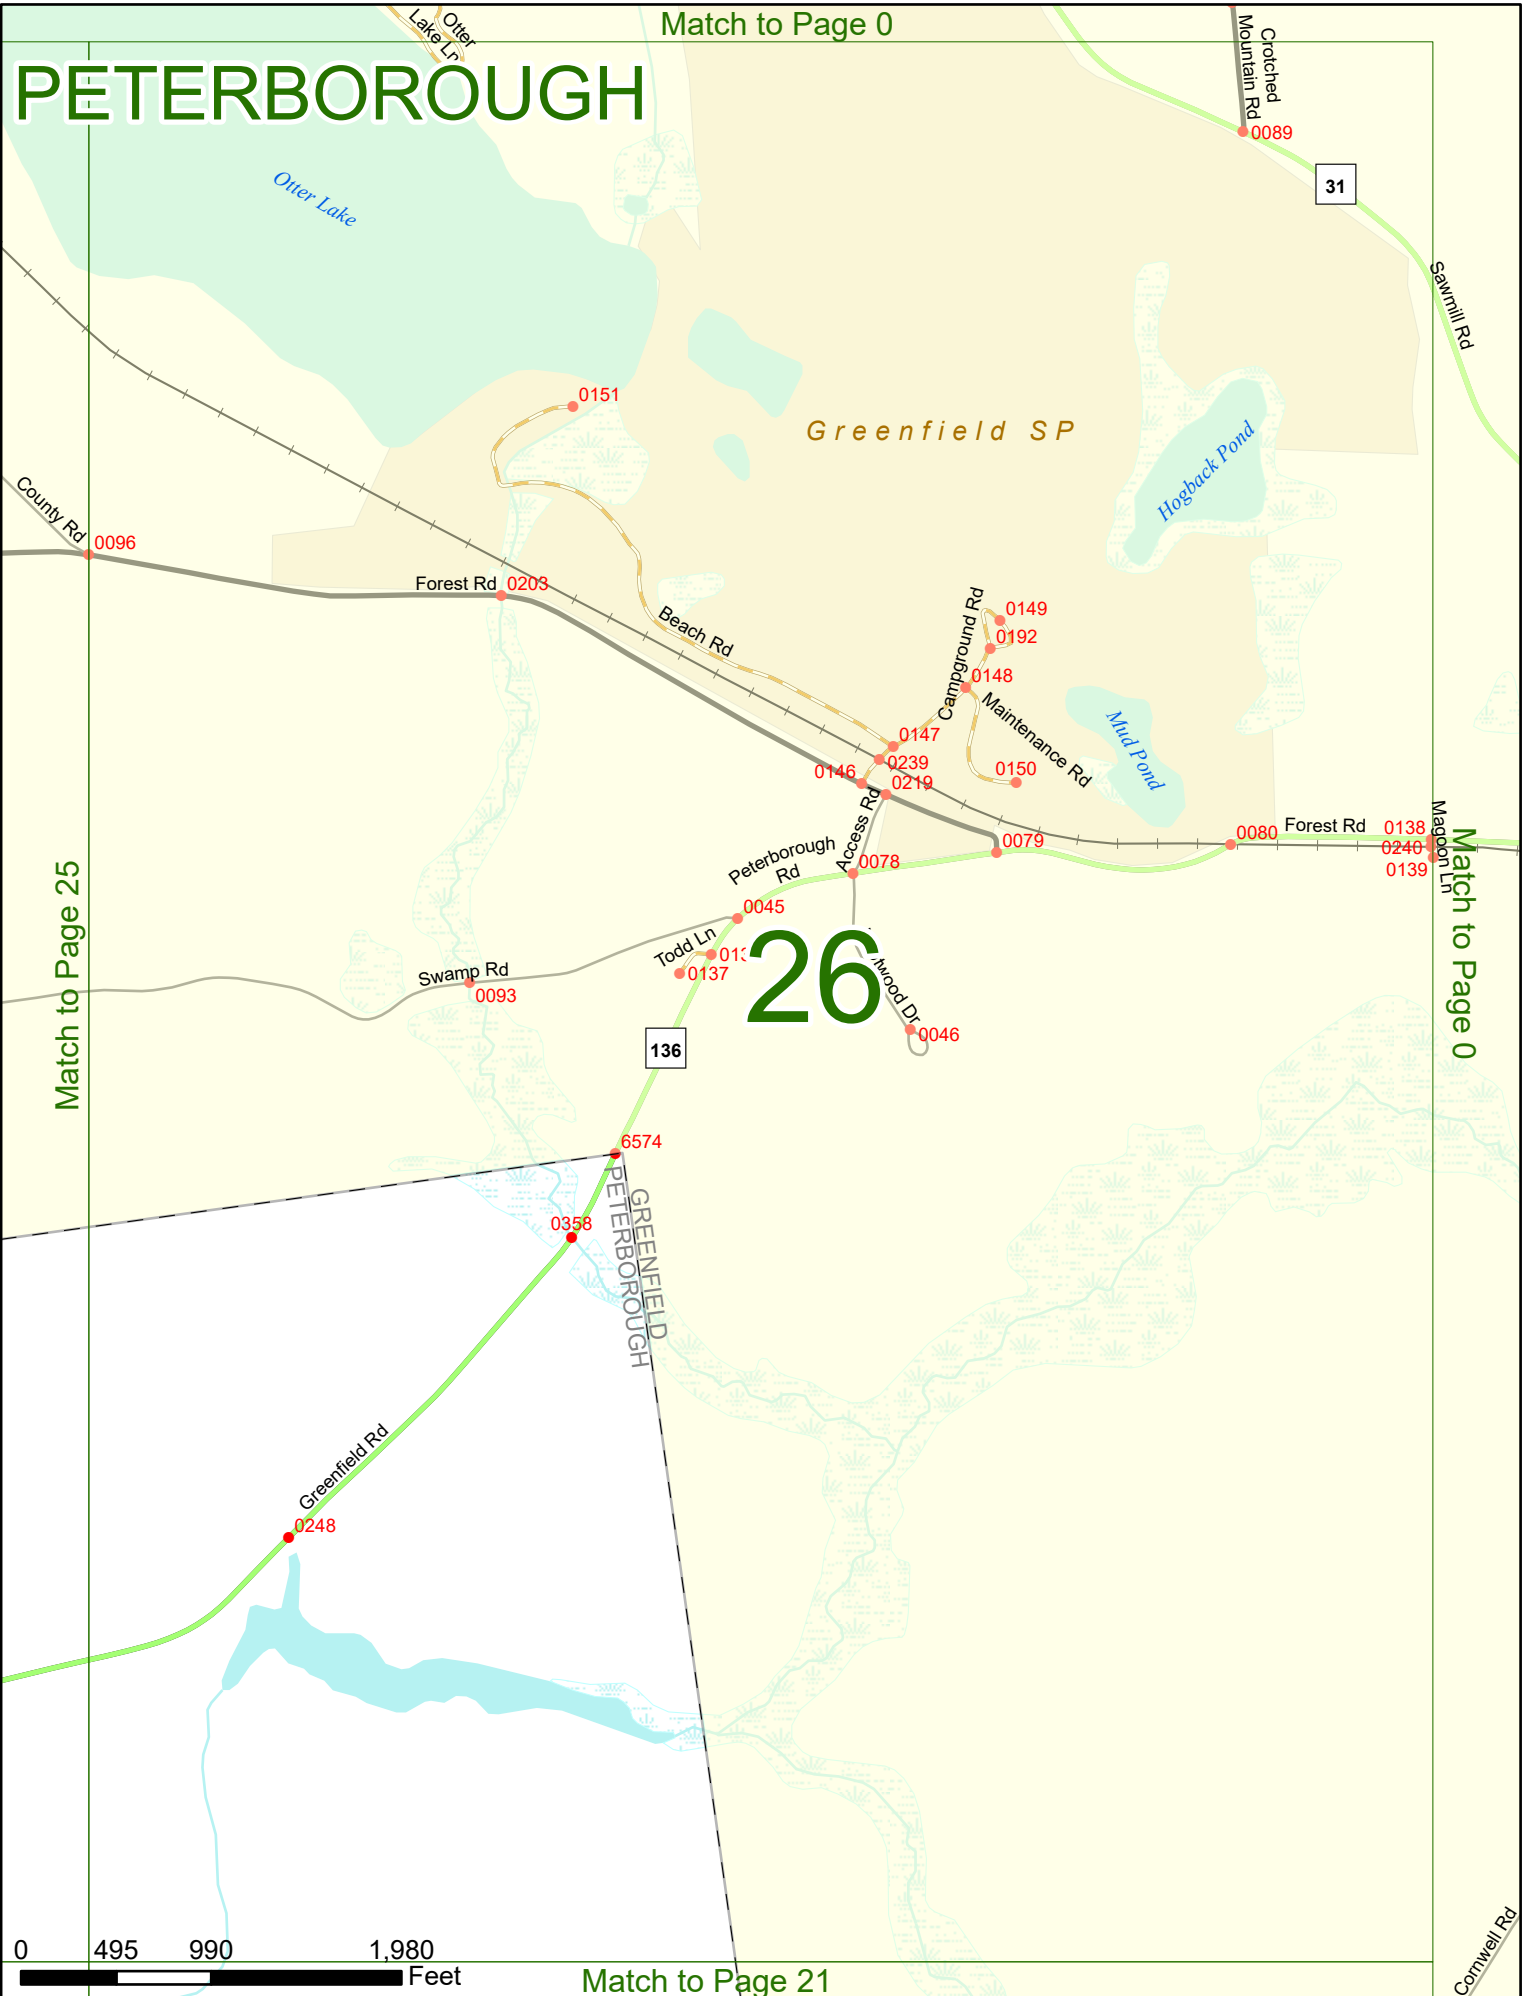 Match to Page 0
PETERBOROUGH
Otter
Lake Ln
Crotched
Mountain Rd
0089
31
Otter Lake
Sawmill Rd
0151
Greenfield SP
Hogback Pond
County Rd
0096
Forest Rd
0203
Beach Rd
Campground Rd
0149
0192
0148
Maintenance Rd
Mud Pond
0147
0239
0146
0219
0150
Access Rd
0079
0080
Forest Rd
0138
0240
0139
Magoon Ln
Peterborough
Rd
0078
0045
Match to Page 25
Match to Page 0
Todd Ln
0137
26
Swamp Rd
0093
wood Dr
0046
136
6574
0358
GREENFIELD
PETERBOROUGH
Greenfield Rd
0248
0 495 990 1,980
Feet
Match to Page 21
Cornwell Rd